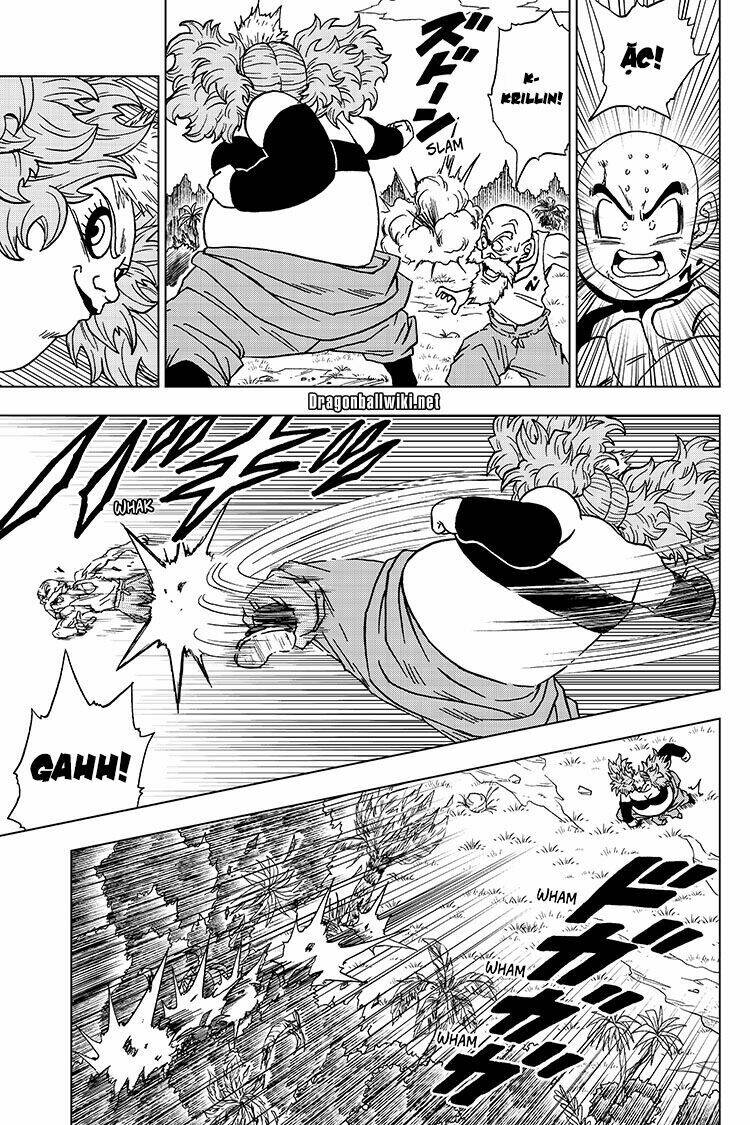 ẶC!
K-
KRILLIN!
ズドーン
SLAM
Dragonballwiki.net
WHAK
GAHH!
ドガガガ
WHAM
WHAM
WHAM